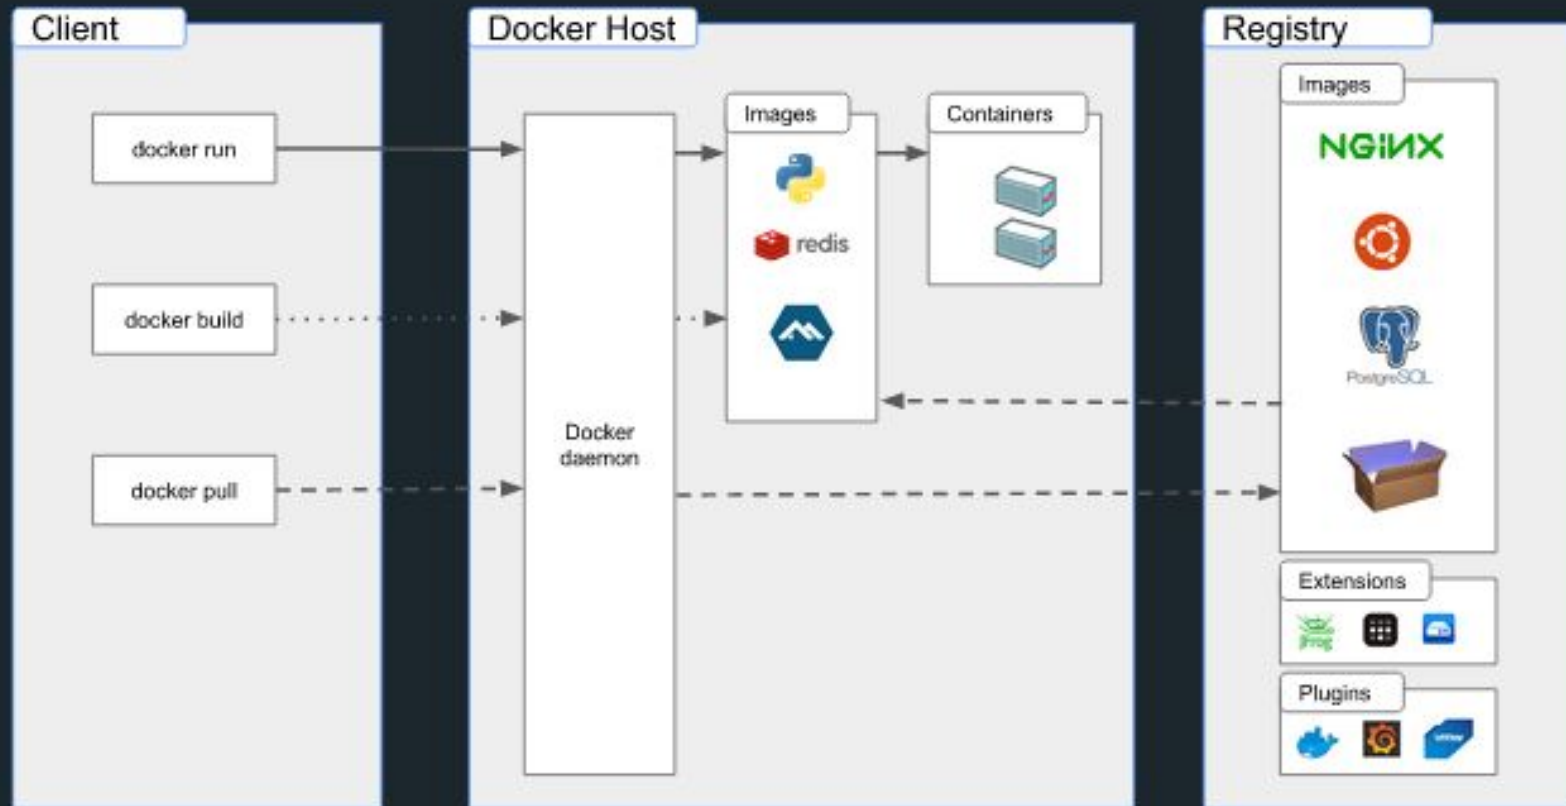 Client
docker run
docker build
docker pull
Docker Host
Docker
daemon
Images
redis
Containers
Registry
Images
NGINX
PostgreSQL
Extensions
jfrog
Plugins